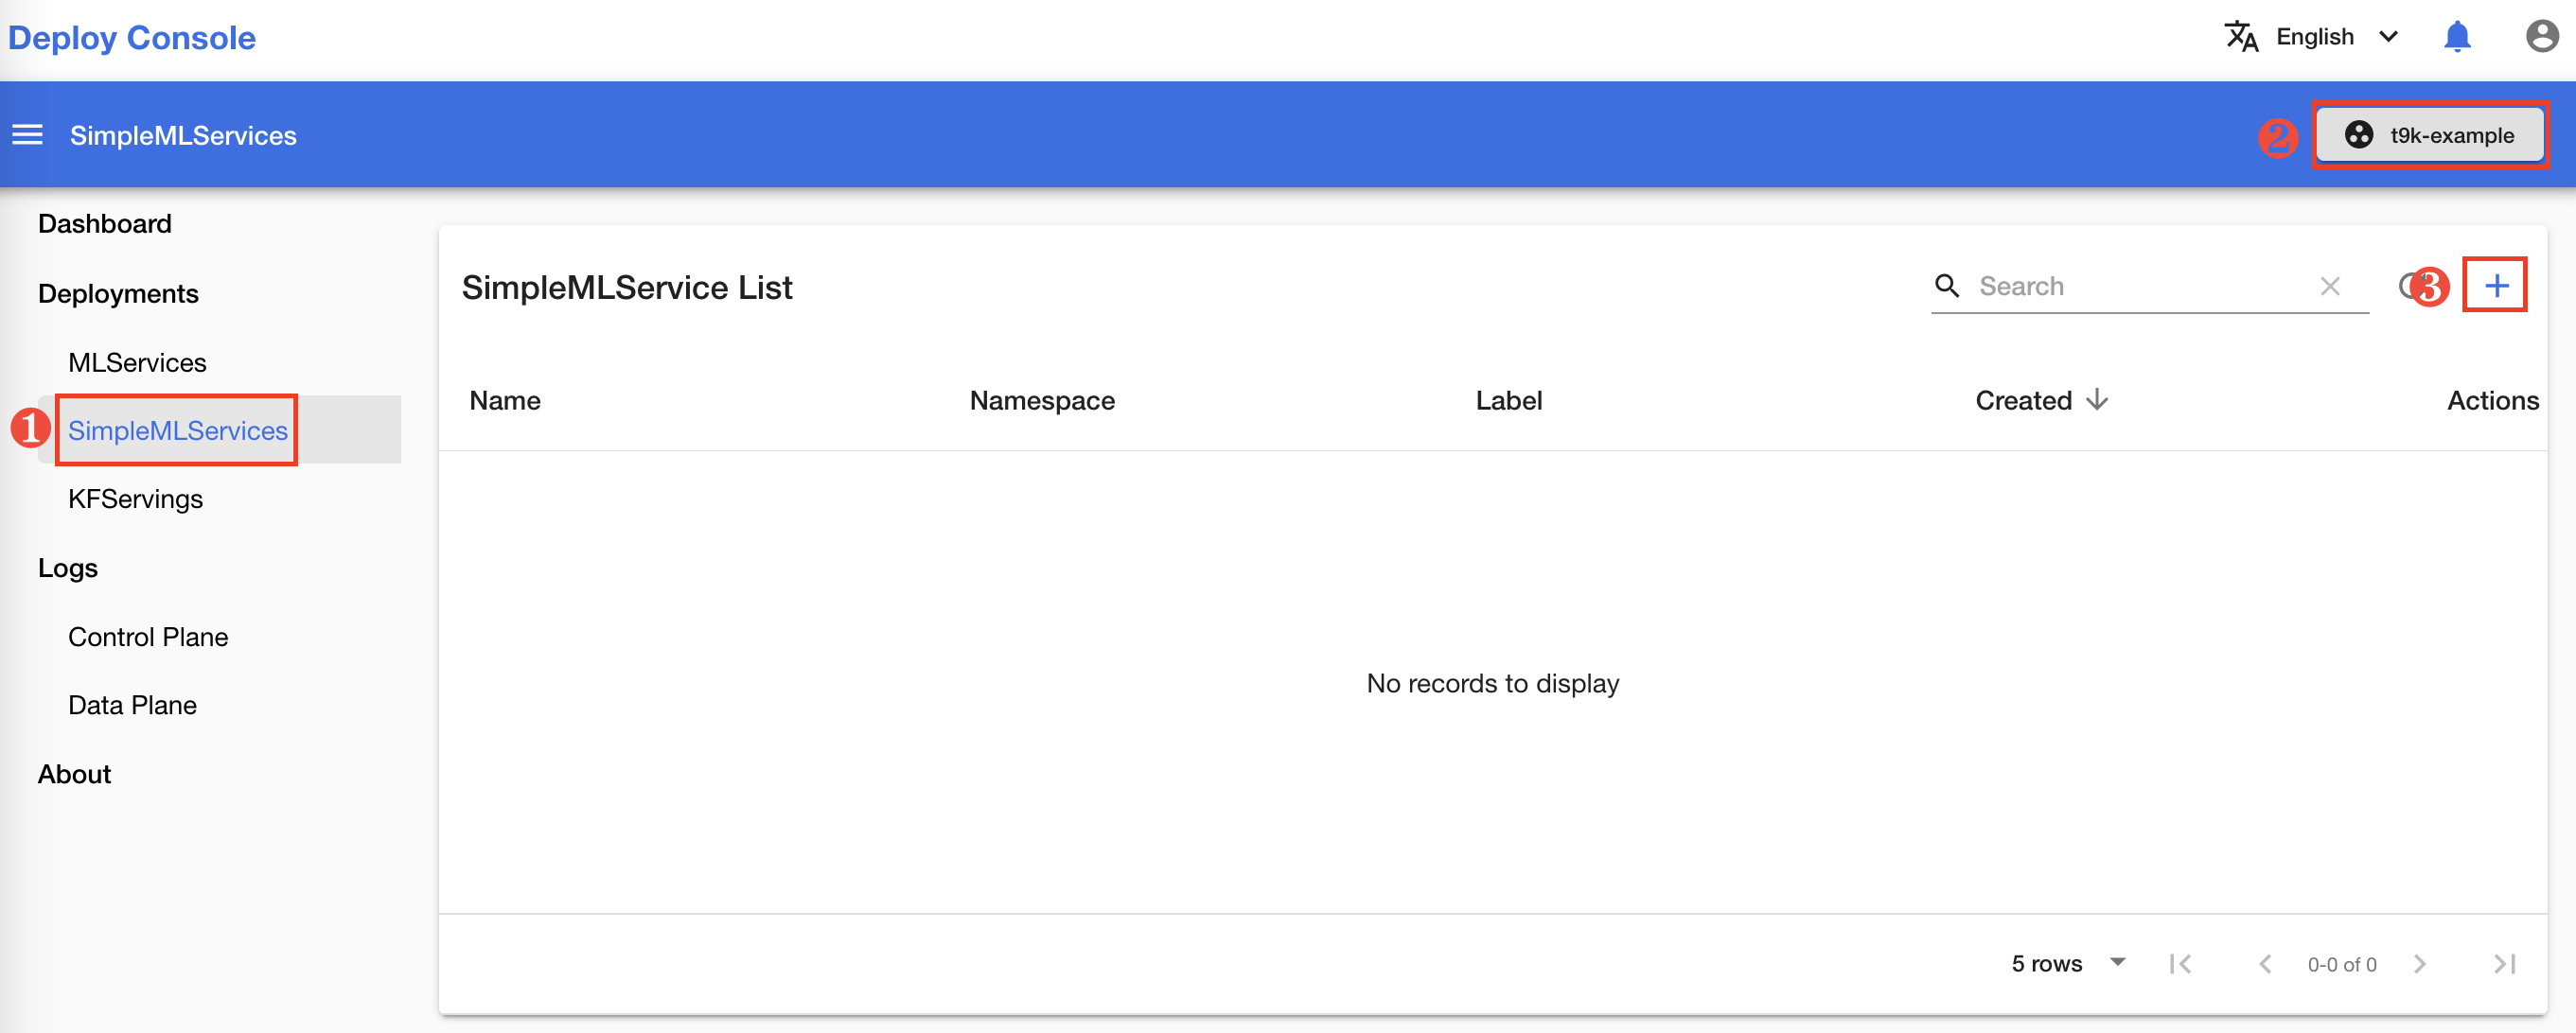 Deploy Console
English
SimpleMLServices
2
t9k-example
Dashboard
Deployments
MLServices
1
SimpleMLServices
KFServings
Logs
Control Plane
Data Plane
About
SimpleMLService List
Search
3
Name Namespace Label Created Actions
No records to display
5 rows
0-0 of 0